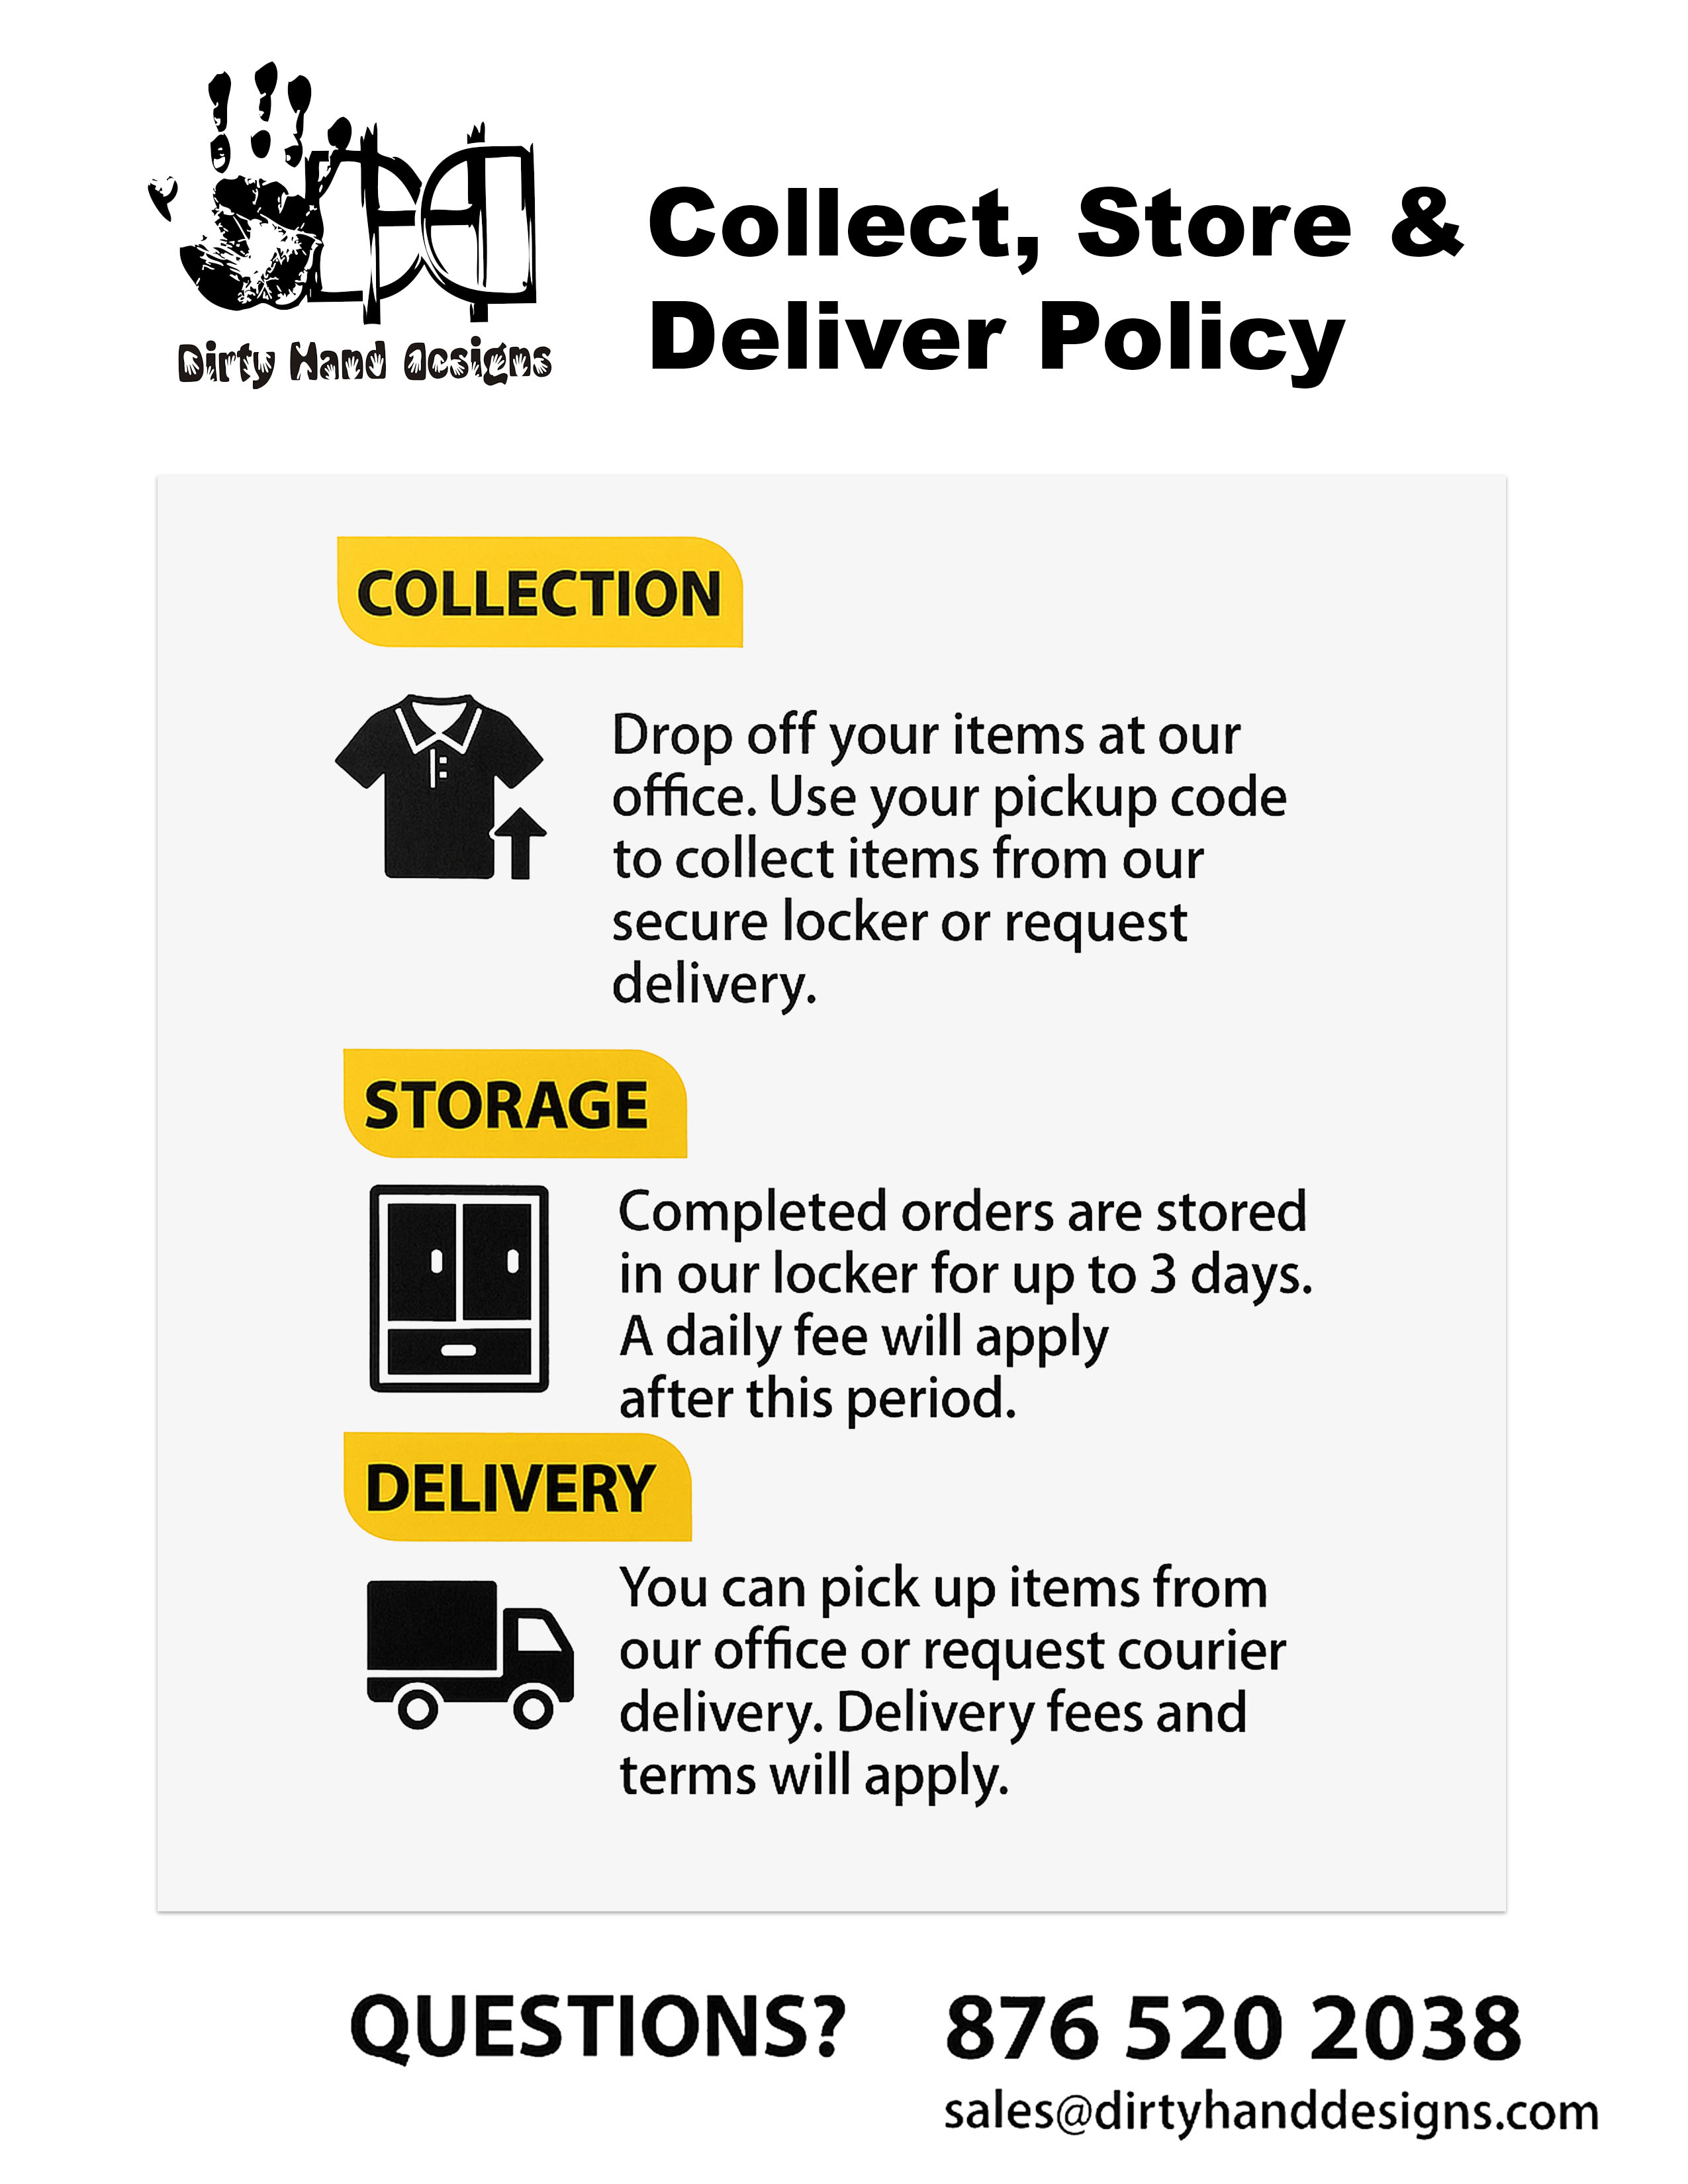 Dirty Hand designs
Collect, Store &
Deliver Policy
COLLECTION
Drop off your items at our
office. Use your pickup code
to collect items from our
secure locker or request
delivery.
STORAGE
Completed orders are stored
in our locker for up to 3 days.
A daily fee will apply
after this period.
DELIVERY
You can pick up items from
our office or request courier
delivery. Delivery fees and
terms will apply.
QUESTIONS?
876 520 2038
sales@dirtyhanddesigns.com